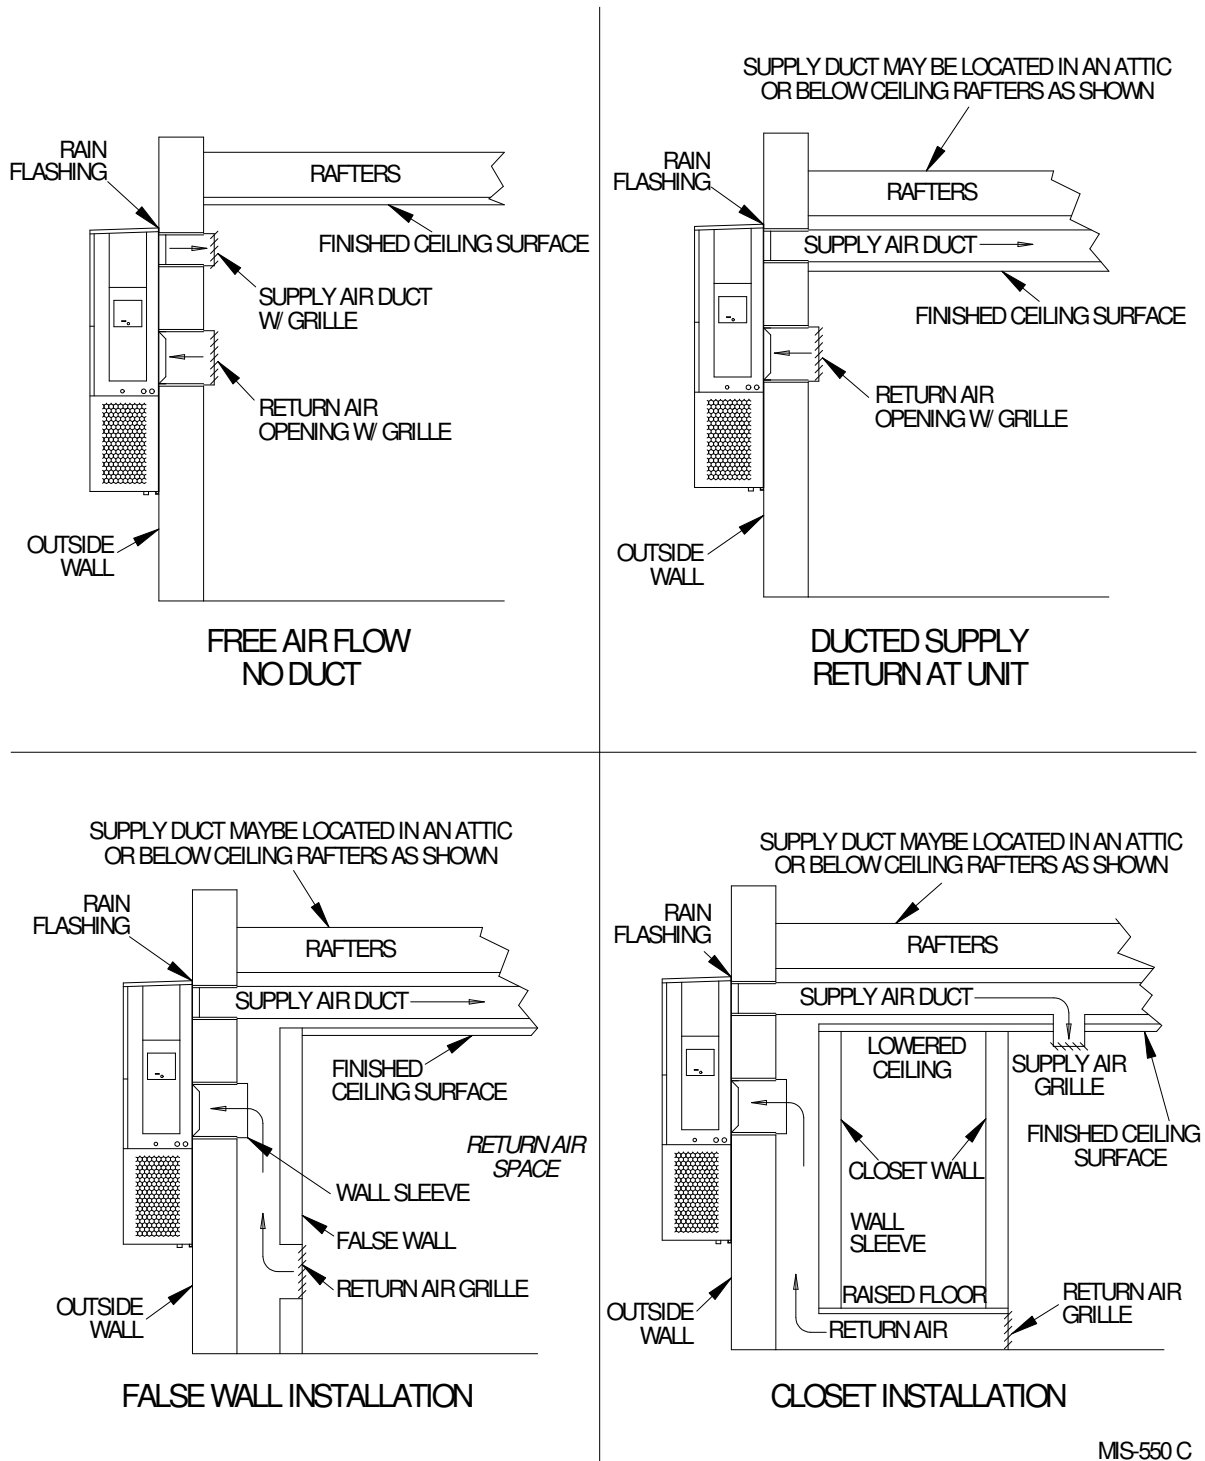 RAIN
FLASHING
RAFTERS
FINISHED CEILING SURFACE
SUPPLY AIR DUCT
W/ GRILLE
RETURN AIR
OPENING W/ GRILLE
OUTSIDE
WALL
FREE AIR FLOW
NO DUCT
SUPPLY DUCT MAY BE LOCATED IN AN ATTIC
OR BELOW CEILING RAFTERS AS SHOWN
RAIN
FLASHING
RAFTERS
SUPPLY AIR DUCT
FINISHED CEILING SURFACE
RETURN AIR
OPENING W/ GRILLE
OUTSIDE
WALL
DUCTED SUPPLY
RETURN AT UNIT
SUPPLY DUCT MAYBE LOCATED IN AN ATTIC
OR BELOW CEILING RAFTERS AS SHOWN
RAIN
FLASHING
RAFTERS
SUPPLY AIR DUCT
FINISHED
CEILING SURFACE
RETURN AIR
SPACE
WALL SLEEVE
FALSE WALL
RETURN AIR GRILLE
OUTSIDE
WALL
FALSE WALL INSTALLATION
SUPPLY DUCT MAYBE LOCATED IN AN ATTIC
OR BELOW CEILING RAFTERS AS SHOWN
RAIN
FLASHING
RAFTERS
SUPPLY AIR DUCT
LOWERED
CEILING
SUPPLY AIR
GRILLE
FINISHED CEILING
SURFACE
CLOSET WALL
WALL
SLEEVE
RAISED FLOOR
RETURN AIR
GRILLE
OUTSIDE
WALL
RETURN AIR
CLOSET INSTALLATION
MIS-550 C